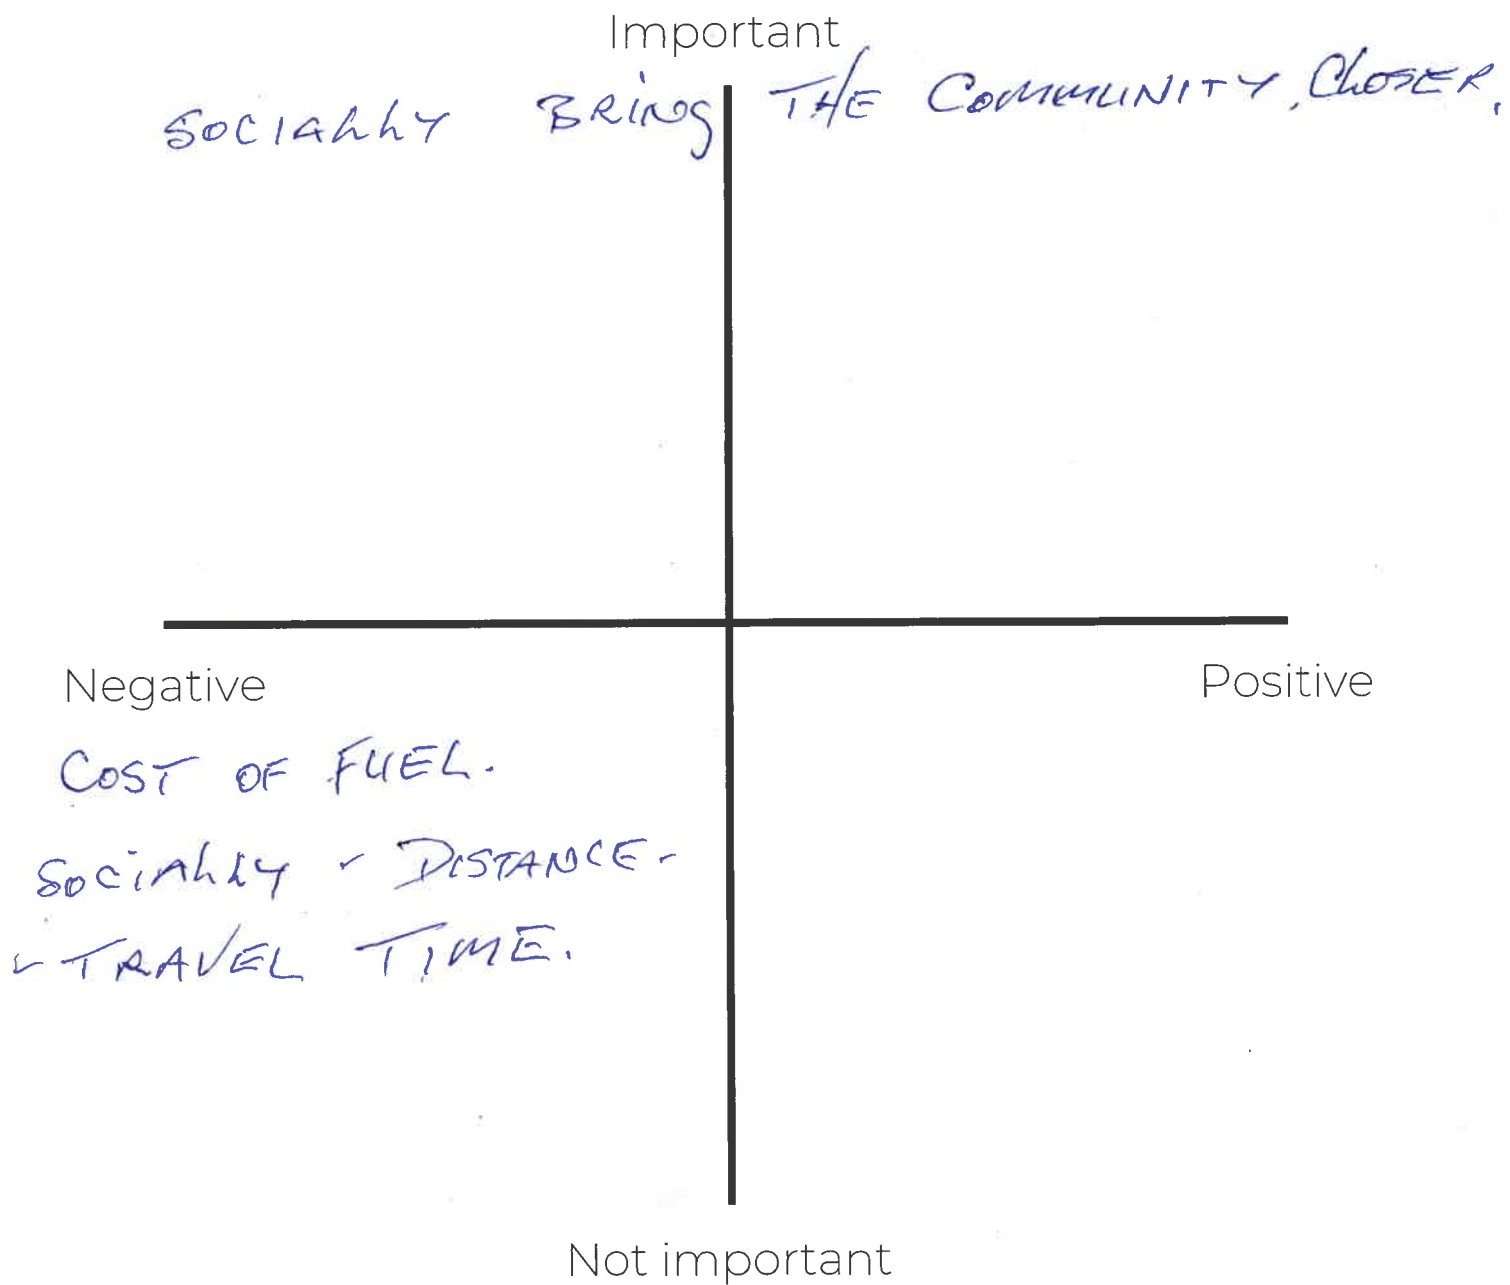 Important
SOCIALLY BRING THE COMMUNITY CLOSER.
Negative
Positive
COST OF FUEL.
SOCIALLY - DISTANCE -
- TRAVEL TIME.
Not important